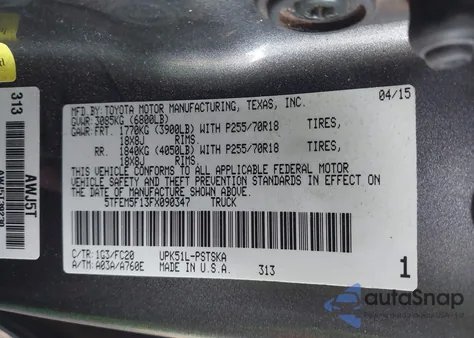 MFD BY: TOYOTA MOTOR MANUFACTURING, TEXAS, INC. 04/15
GVWR: 3085KG (6800LB)
GAWR: FRT. 1770KG (3900LB) WITH P255/70R18 TIRES,
18X8J RIMS,
RR. 1840KG (4050LB) WITH P255/70R18 TIRES,
18X8J RIMS.
THIS VEHICLE CONFORMS TO ALL APPLICABLE FEDERAL MOTOR
VEHICLE SAFETY AND THEFT PREVENTION STANDARDS IN EFFECT ON
THE DATE OF MANUFACTURE SHOWN ABOVE.
5TFEM5F13FX090347 TRUCK
C/TR: 1G3/FC20 UPK51L-PSTSKA
A/TM: A03A/A760E MADE IN U.S.A. 313 1
313
AWJ5T
autoSnap